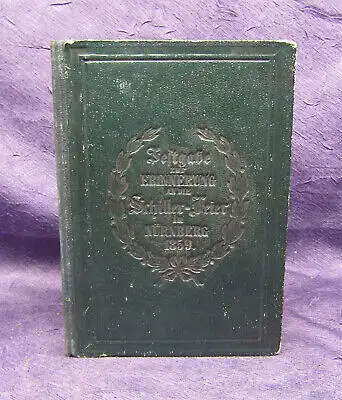 Festgabe
zur
ERINNERUNG
AN DIE
Schiller-Feier
IN
NÜRNBERG
1859.